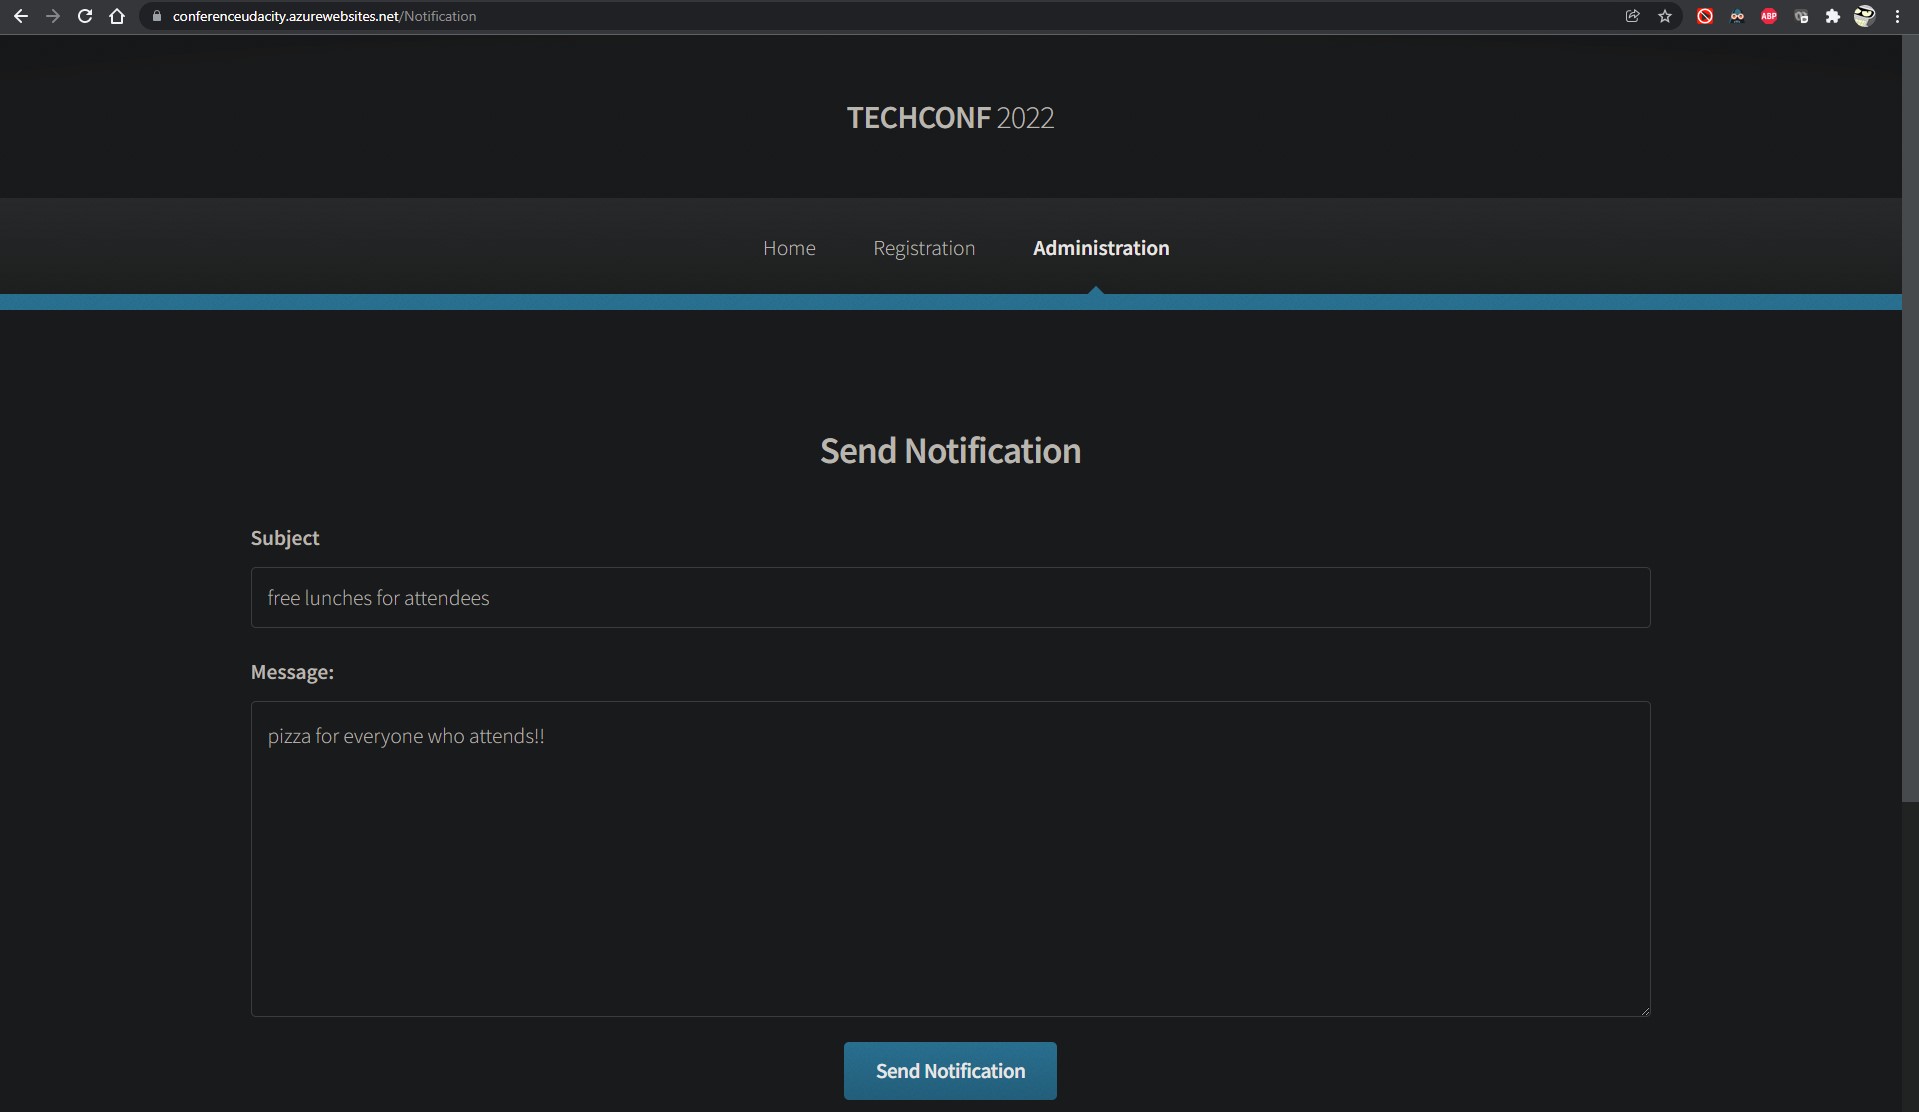 conferenceudacity.azurewebsites.net/Notification
ABP
TECHCONF 2022
Home Registration Administration
Send Notification
Subject
free lunches for attendees
Message:
pizza for everyone who attends!!
Send Notification